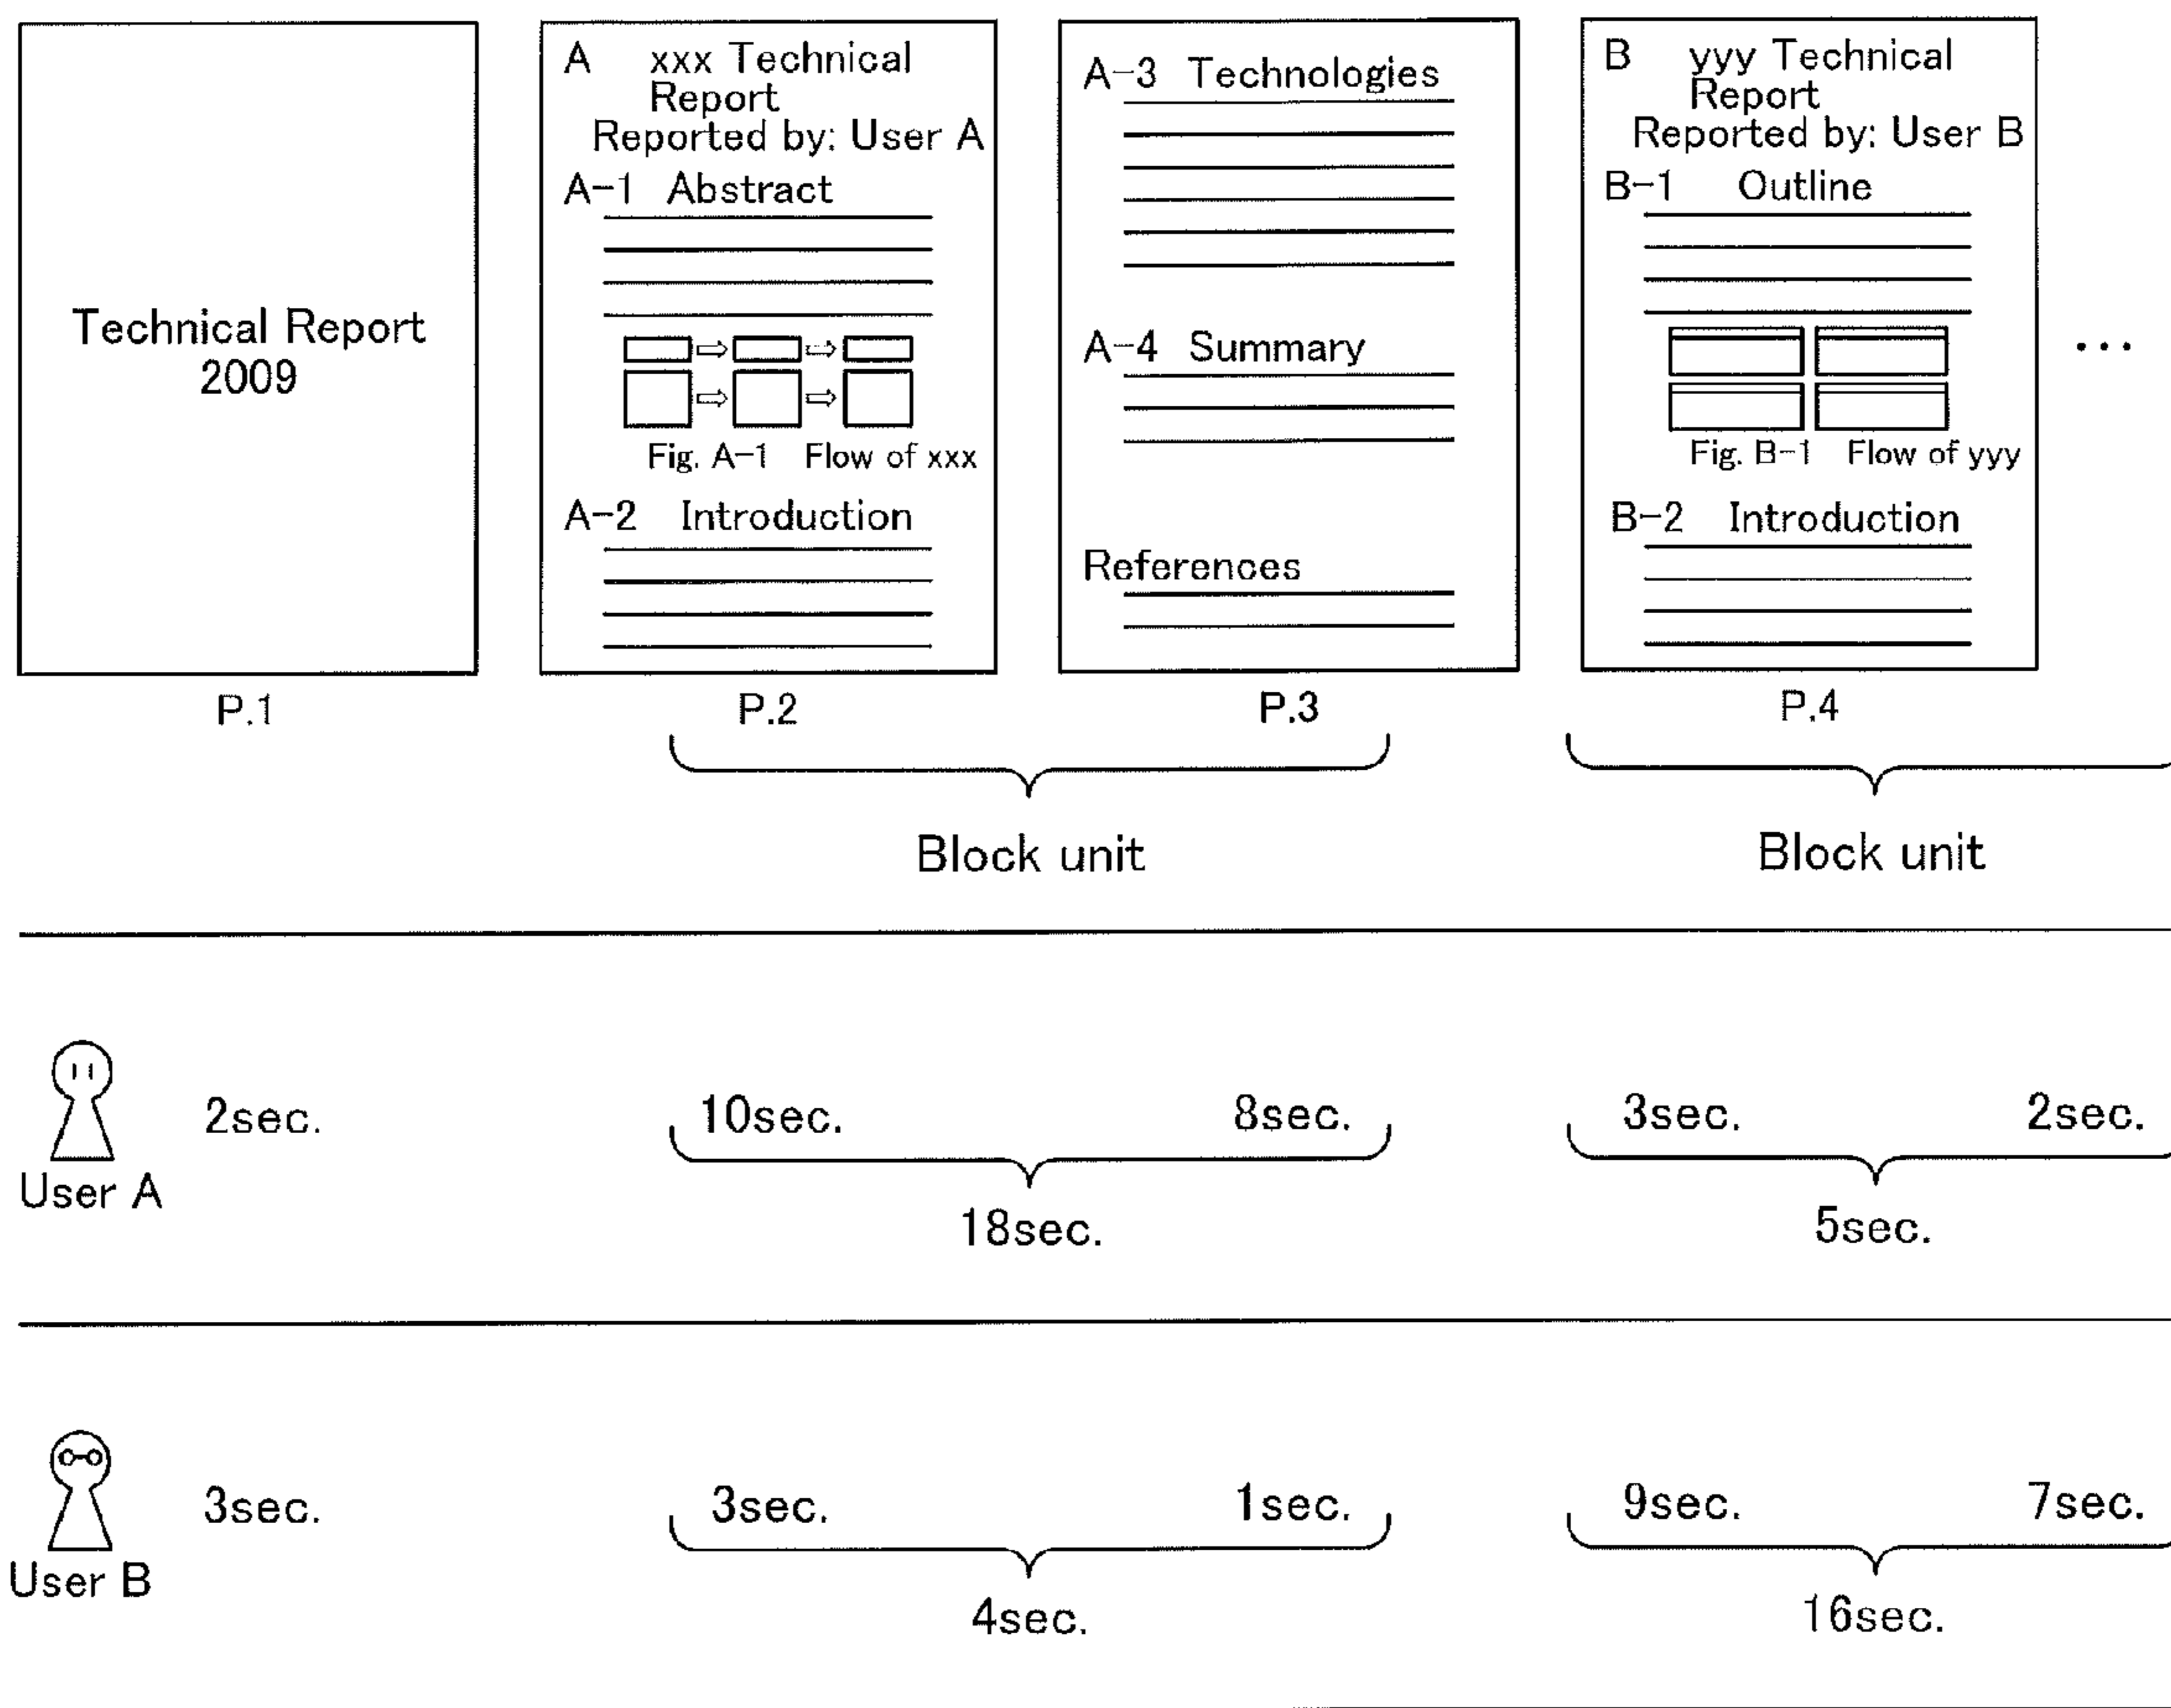 Technical Report
2009
P.1
A xxx Technical
Report
Reported by: User A
A-1 Abstract
Fig. A-1 Flow of xxx
A-2 Introduction
P.2
A-3 Technologies
A-4 Summary
References
P.3
B yyy Technical
Report
Reported by: User B
B-1 Outline
Fig. B-1 Flow of yyy
B-2 Introduction
P.4
...
Block unit
Block unit
User A
2sec.
10sec.
8sec.
18sec.
3sec.
2sec.
5sec.
User B
3sec.
3sec.
1sec.
4sec.
9sec.
7sec.
16sec.